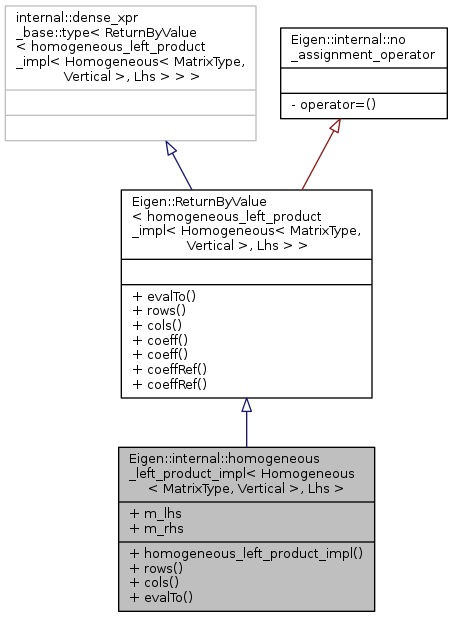 internal::dense_xpr
_base::type< ReturnByValue
< homogeneous_left_product
_impl< Homogeneous< MatrixType,
Vertical >, Lhs > > >
Eigen::internal::no
_assignment_operator
- operator=()
Eigen::ReturnByValue
< homogeneous_left_product
_impl< Homogeneous< MatrixType,
Vertical >, Lhs > >
+ evalTo()
+ rows()
+ cols()
+ coeff()
+ coeff()
+ coeffRef()
+ coeffRef()
Eigen::internal::homogeneous
_left_product_impl< Homogeneous
< MatrixType, Vertical >, Lhs >
+ m_lhs
+ m_rhs
+ homogeneous_left_product_impl()
+ rows()
+ cols()
+ evalTo()